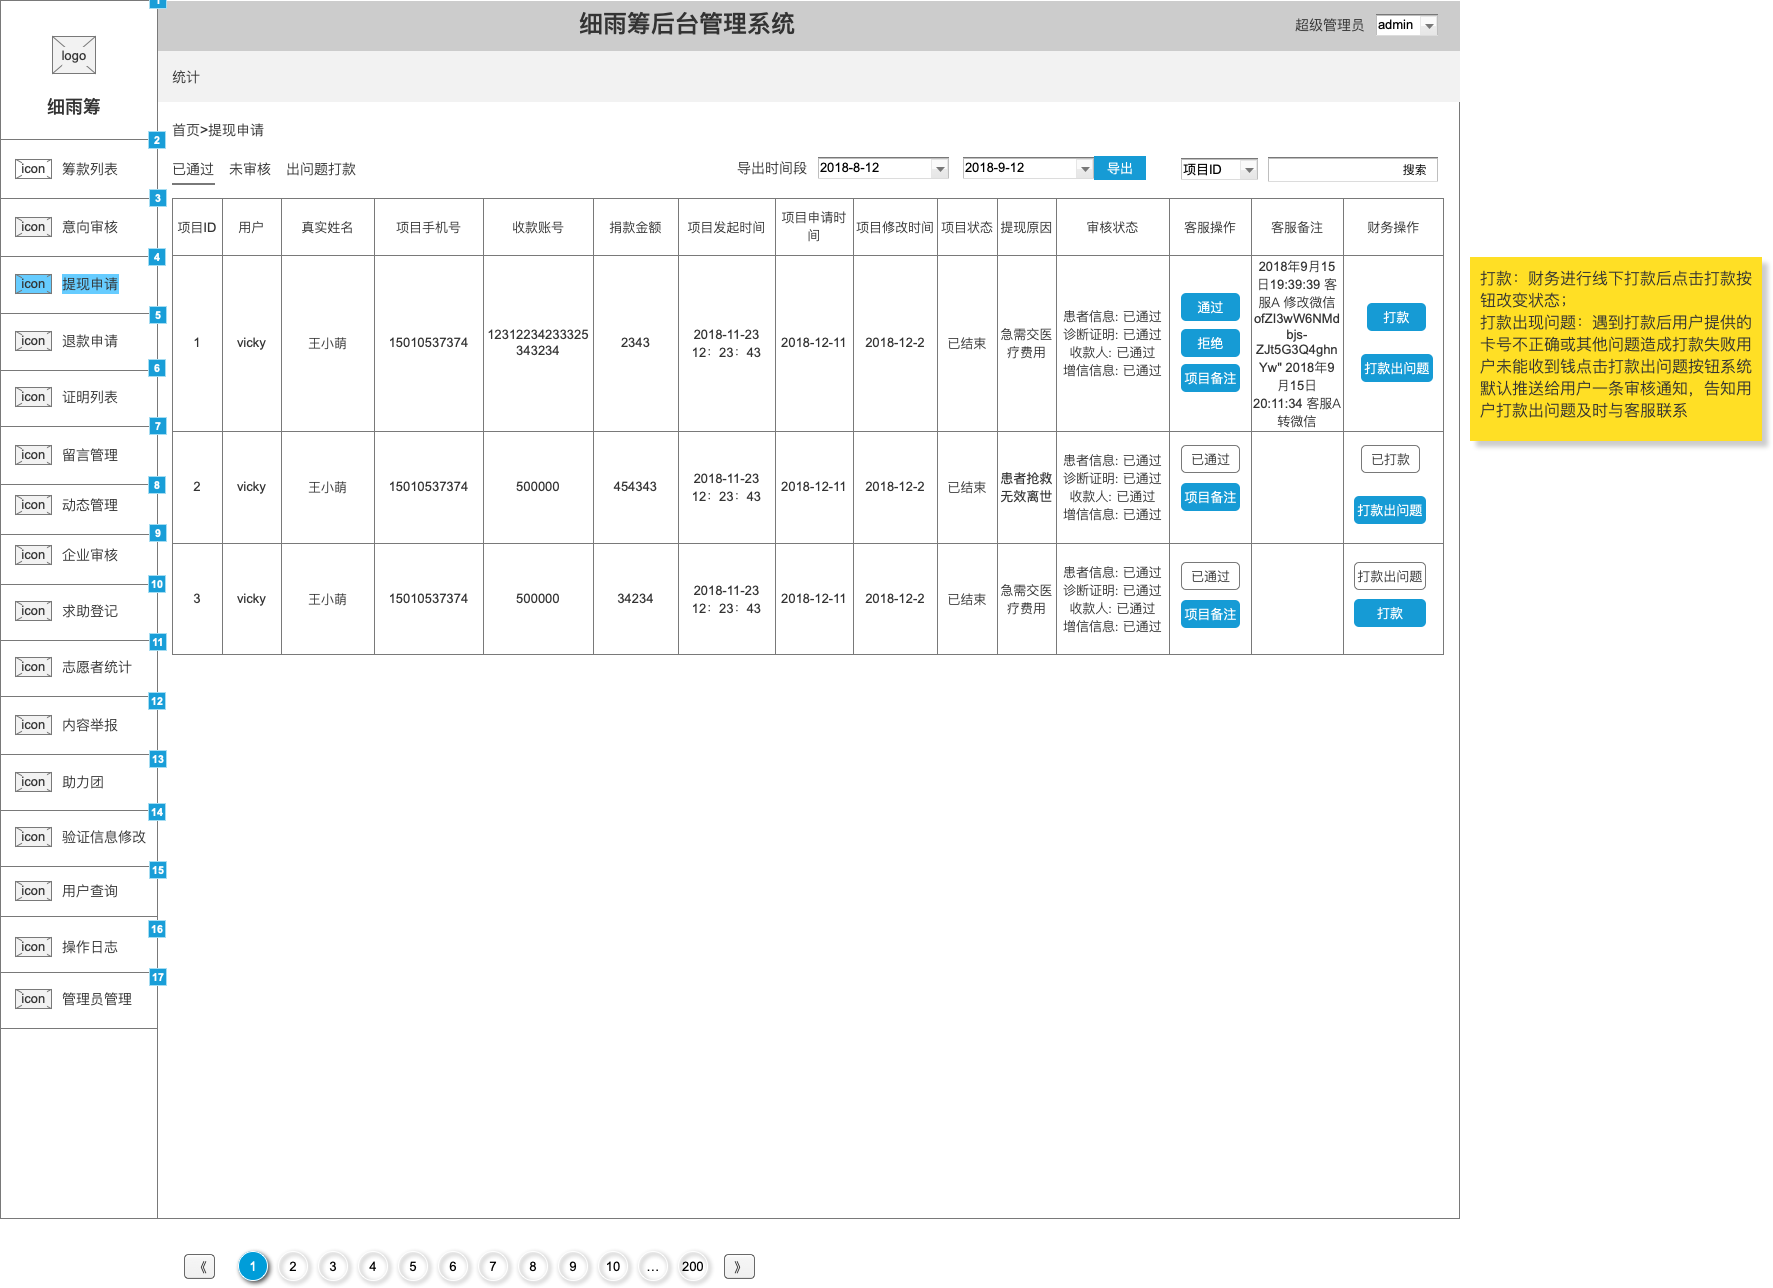 1
细雨筹后台管理系统
超级管理员
admin
logo
细雨筹
统计
首页>提现申请
已通过
未审核
出问题打款
导出时间段
2018-8-12
2018-9-12
导出
项目ID
搜索
2
icon 筹款列表
3
icon 意向审核
4
icon 提现申请
5
icon 退款申请
6
icon 证明列表
7
icon 留言管理
8
icon 动态管理
9
icon 企业审核
10
icon 求助登记
11
icon 志愿者统计
12
icon 内容举报
13
icon 助力团
14
icon 验证信息修改
15
icon 用户查询
16
icon 操作日志
17
icon 管理员管理
项目ID
用户
真实姓名
项目手机号
收款账号
捐款金额
项目发起时间
项目申请时
间
项目修改时间
项目状态
提现原因
审核状态
客服操作
客服备注
财务操作
1
vicky
王小萌
15010537374
12312234233325
343234
2343
2018-11-23
12：23：43
2018-12-11
2018-12-2
已结束
急需交医
疗费用
患者信息: 已通过
诊断证明: 已通过
收款人: 已通过
增信信息: 已通过
通过
拒绝
项目备注
2018年9月15
日19:39:39 客
服A 修改微信
ofZI3wW6NMd
bjs-
ZJt5G3Q4ghn
Yw" 2018年9
月15日
20:11:34 客服A
转微信
打款
打款出问题
2
vicky
王小萌
15010537374
500000
454343
2018-11-23
12：23：43
2018-12-11
2018-12-2
已结束
患者抢救
无效离世
患者信息: 已通过
诊断证明: 已通过
收款人: 已通过
增信信息: 已通过
已通过
项目备注
已打款
打款出问题
3
vicky
王小萌
15010537374
500000
34234
2018-11-23
12：23：43
2018-12-11
2018-12-2
已结束
急需交医
疗费用
患者信息: 已通过
诊断证明: 已通过
收款人: 已通过
增信信息: 已通过
已通过
项目备注
打款出问题
打款
打款：财务进行线下打款后点击打款按
钮改变状态；
打款出现问题：遇到打款后用户提供的
卡号不正确或其他问题造成打款失败用
户未能收到钱点击打款出问题按钮系统
默认推送给用户一条审核通知，告知用
户打款出问题及时与客服联系
《 1 2 3 4 5 6 7 8 9 10 ... 200 》